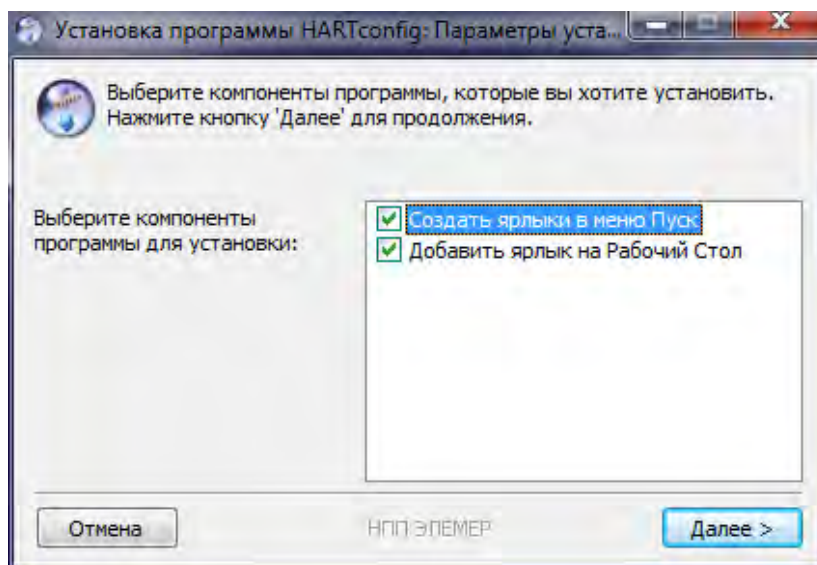 Установка программы HARTconfig: Параметры уста...
Выберите компоненты программы, которые вы хотите установить.
Нажмите кнопку 'Далее' для продолжения.
Выберите компоненты
программы для установки:
Создать ярлыки в меню Пуск
Добавить ярлык на Рабочий Стол
Отмена
НПП ЭЛЕМЕР
Далее >